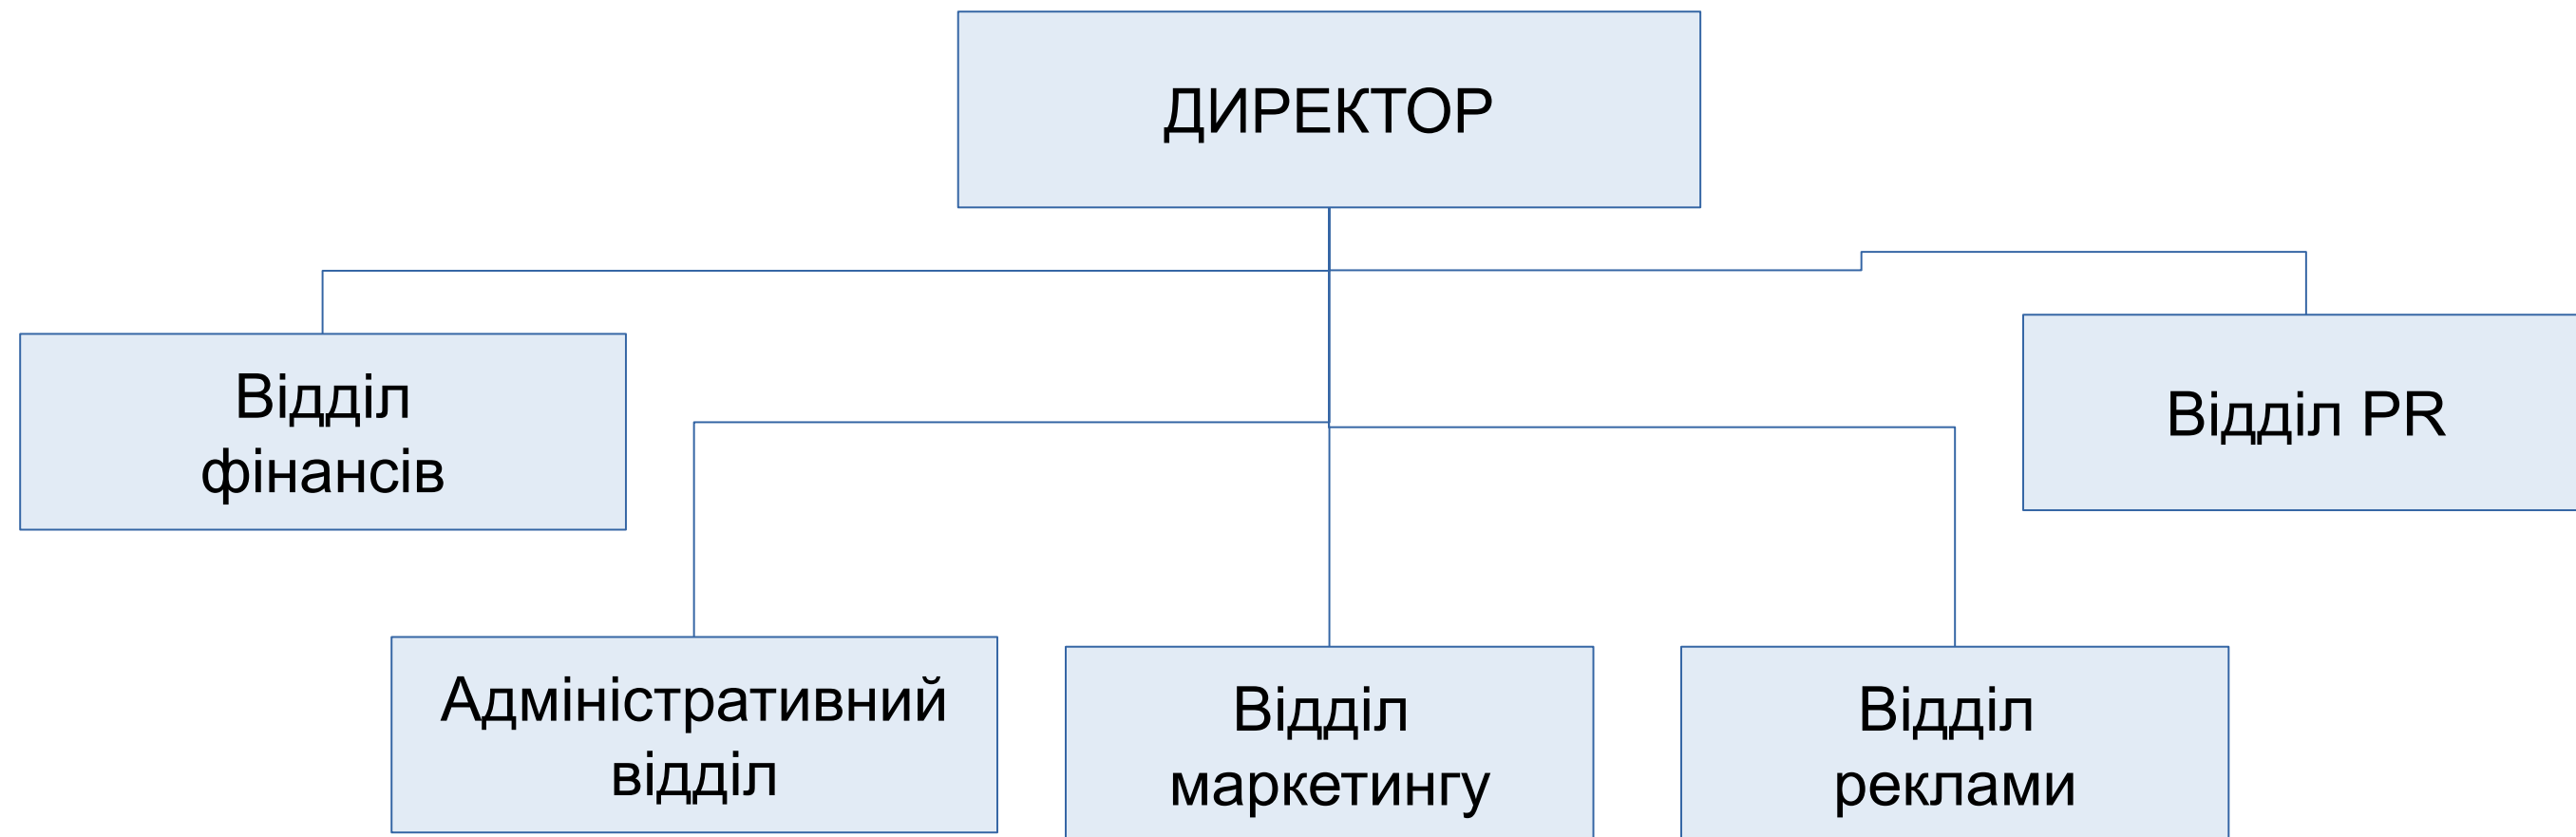 ДИРЕКТОР
Відділ
фінансів
Відділ PR
Адміністративний
відділ
Відділ
маркетингу
Відділ
реклами